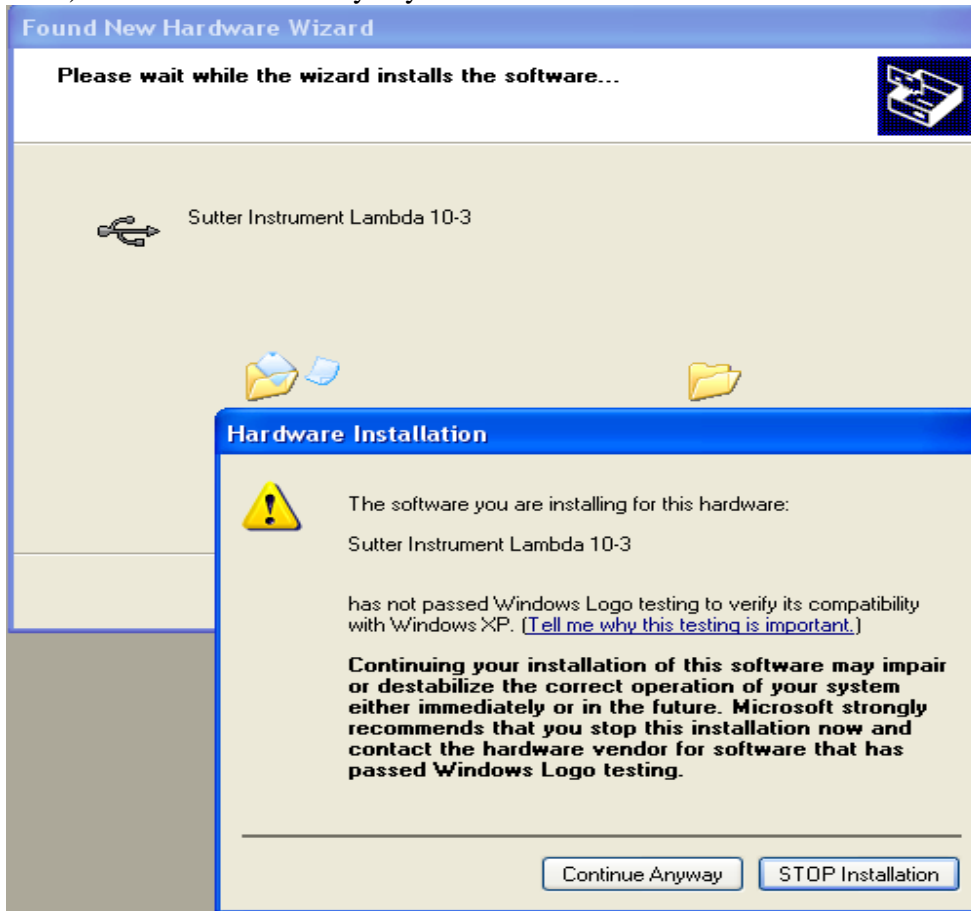 Found New Hardware Wizard
Please wait while the wizard installs the software...
Sutter Instrument Lambda 10-3
Hardware Installation
The software you are installing for this hardware:
Sutter Instrument Lambda 10-3
has not passed Windows Logo testing to verify its compatibility
with Windows XP. (Tell me why this testing is important.)
Continuing your installation of this software may impair
or destabilize the correct operation of your system
either immediately or in the future. Microsoft strongly
recommends that you stop this installation now and
contact the hardware vendor for software that has
passed Windows Logo testing.
Continue Anyway
STOP Installation